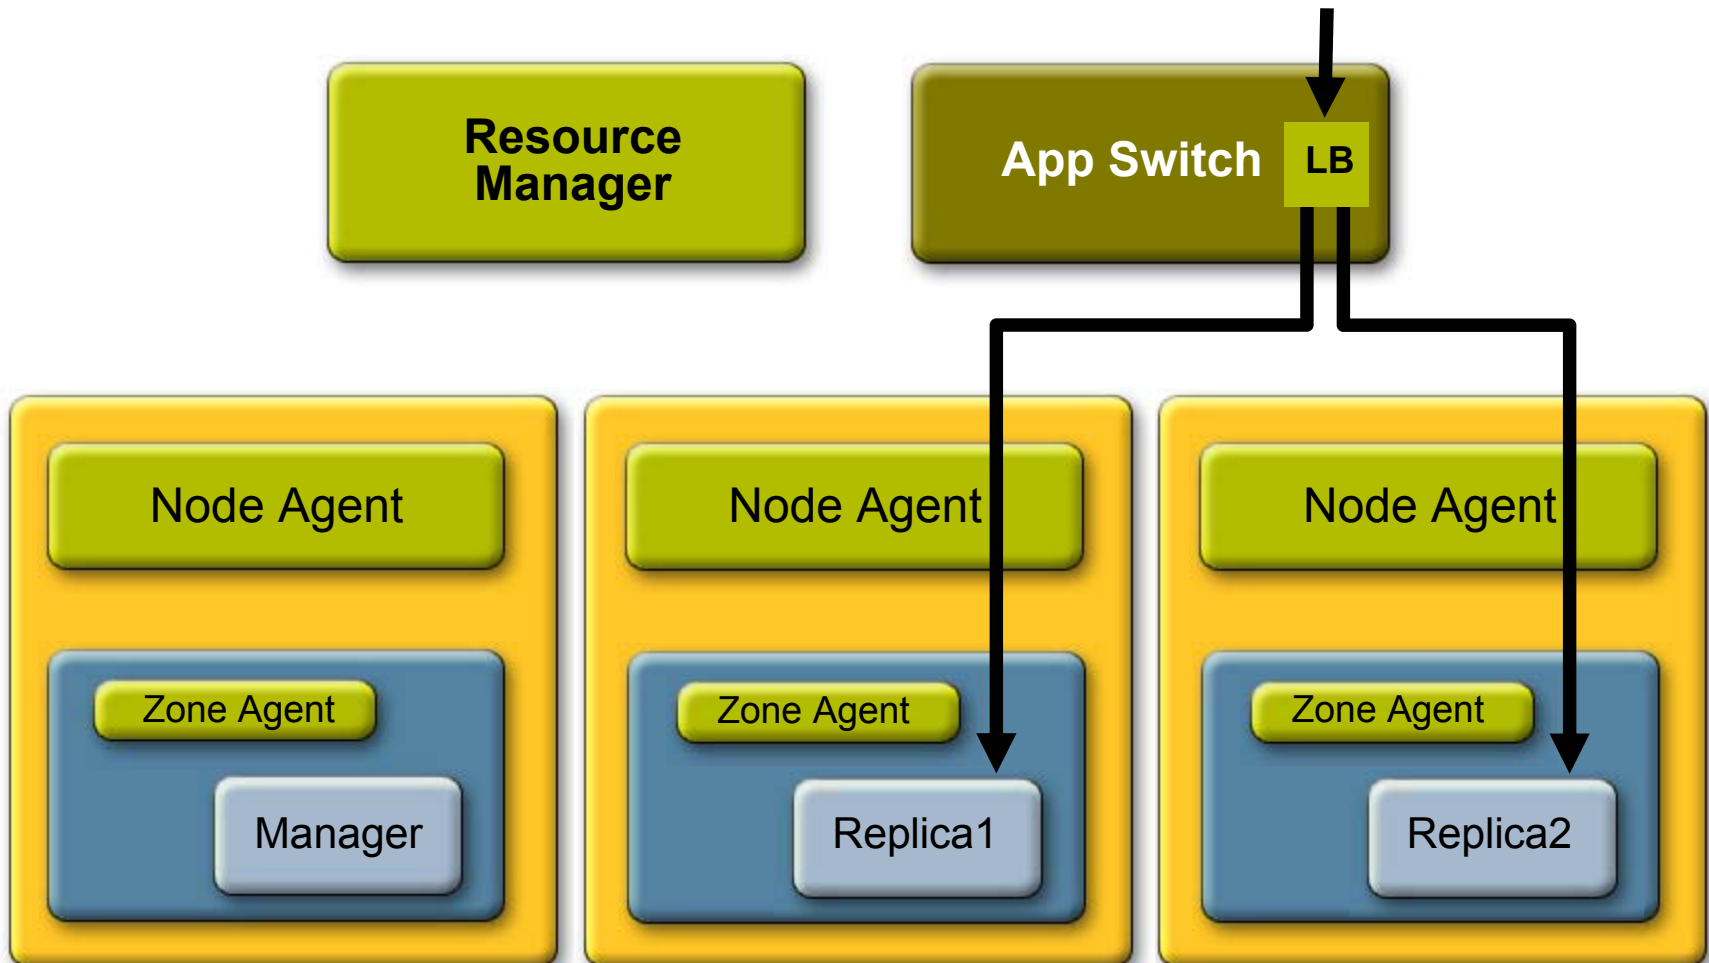 Resource
Manager
App Switch
LB
Node Agent
Node Agent
Node Agent
Zone Agent
Zone Agent
Zone Agent
Manager
Replica1
Replica2